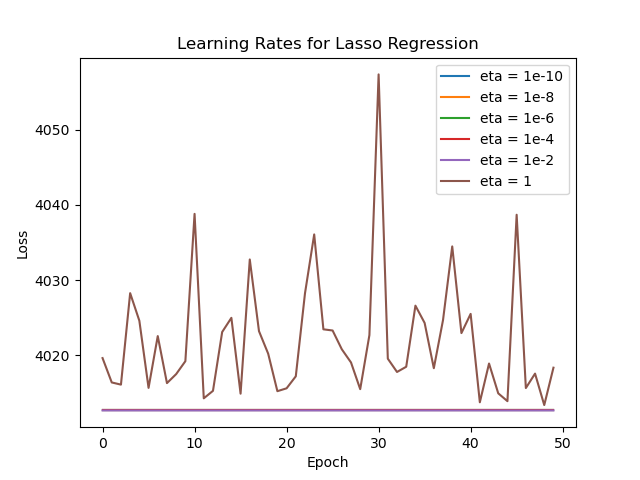 Learning Rates for Lasso Regression
eta = 1e-10
eta = 1e-8
eta = 1e-6
eta = 1e-4
eta = 1e-2
eta = 1
4050
4040
4030
4020
Loss
0
10
20
30
40
50
Epoch